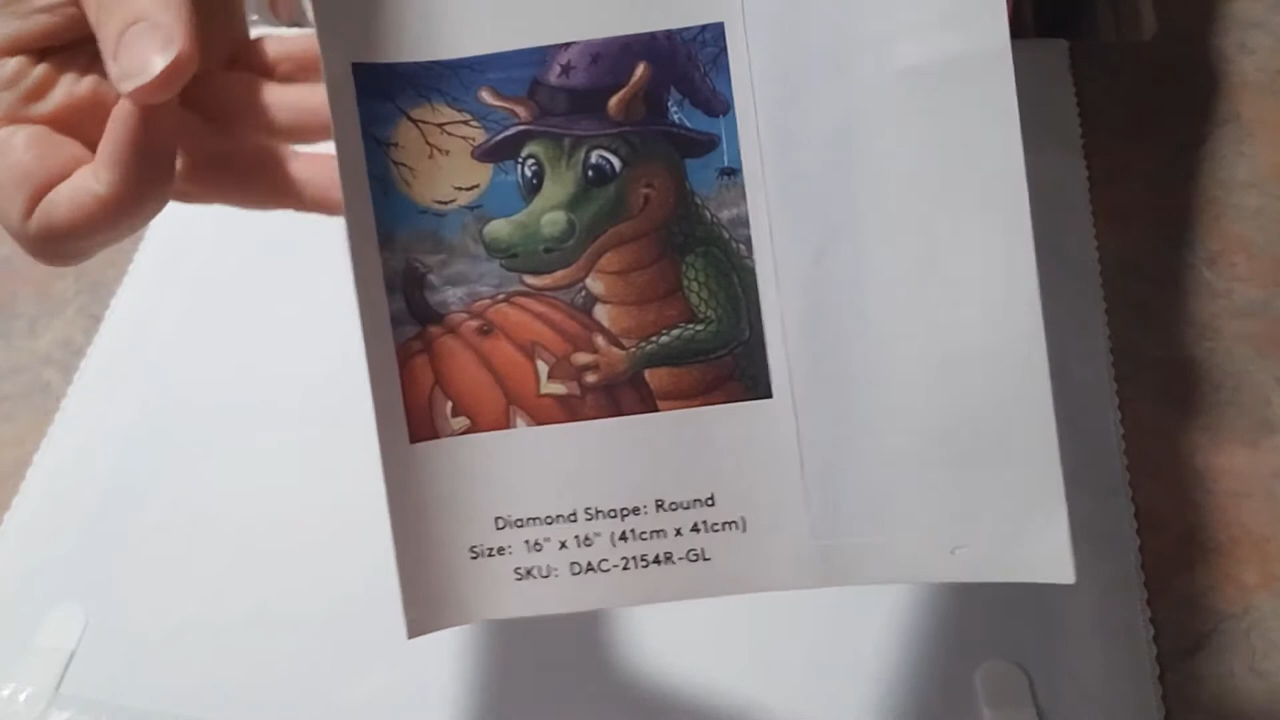 Diamond Shape: Round
Size: 16" x 16" (41cm x 41cm)
SKU: DAC-2154R-GL